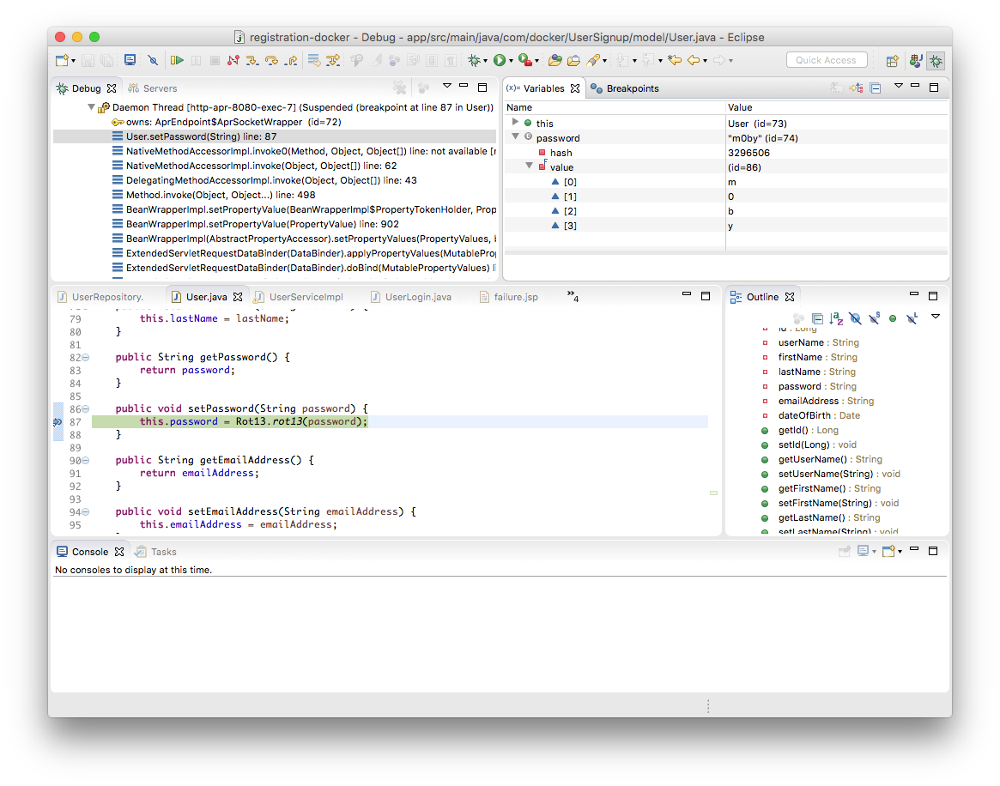 registration-docker - Debug - app/src/main/java/com/docker/UserSignup/model/User.java - Eclipse
Quick Access
Debug Servers
Daemon Thread [http-apr-8080-exec-7] (Suspended (breakpoint at line 87 in User))
owns: AprEndpoint$AprSocketWrapper (id=72)
User.setPassword(String) line: 87
NativeMethodAccessorImpl.invoke0(Method, Object, Object[]) line: not available [n
NativeMethodAccessorImpl.invoke(Object, Object[]) line: 62
DelegatingMethodAccessorImpl.invoke(Object, Object[]) line: 43
Method.invoke(Object, Object...) line: 498
BeanWrapperImpl.setPropertyValue(BeanWrapperImpl$PropertyTokenHolder, Prop
BeanWrapperImpl.setPropertyValue(PropertyValue) line: 902
BeanWrapperImpl(AbstractPropertyAccessor).setPropertyValues(PropertyValues, b
ExtendedServletRequestDataBinder(DataBinder).applyPropertyValues(MutableProp
ExtendedServletRequestDataBinder(DataBinder).doBind(MutablePropertyValues) li
(x)= Variables Breakpoints
Name Value
this User (id=73)
password "m0by" (id=74)
hash 3296506
value (id=86)
[0] m
[1] 0
[2] b
[3] y
UserRepository. User.java UserServiceImpl UserLogin.java failure.jsp »4
79 this.lastName = lastName;
80 }
81
82 public String getPassword() {
83 return password;
84 }
85
86 public void setPassword(String password) {
87 this.password = Rot13.rot13(password);
88 }
89
90 public String getEmailAddress() {
91 return emailAddress;
92 }
93
94 public void setEmailAddress(String emailAddress) {
95 this.emailAddress = emailAddress;
Outline
id : Long
userName : String
firstName : String
lastName : String
password : String
emailAddress : String
dateOfBirth : Date
getId() : Long
setId(Long) : void
getUserName() : String
setUserName(String) : void
getFirstName() : String
setFirstName(String) : void
getLastName() : String
setLastName(String) : void
Console Tasks
No consoles to display at this time.